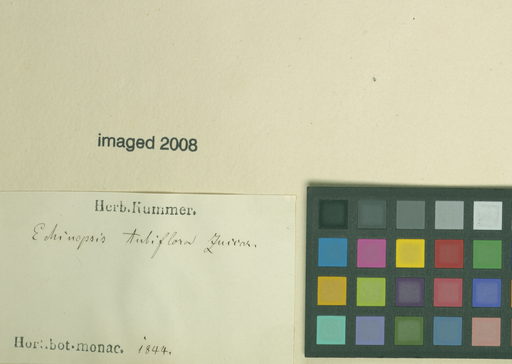 imaged 2008
Herb. Kummer.
Echinopsis tubiflora Zuccar.
Hort. bot. monac. 1844.